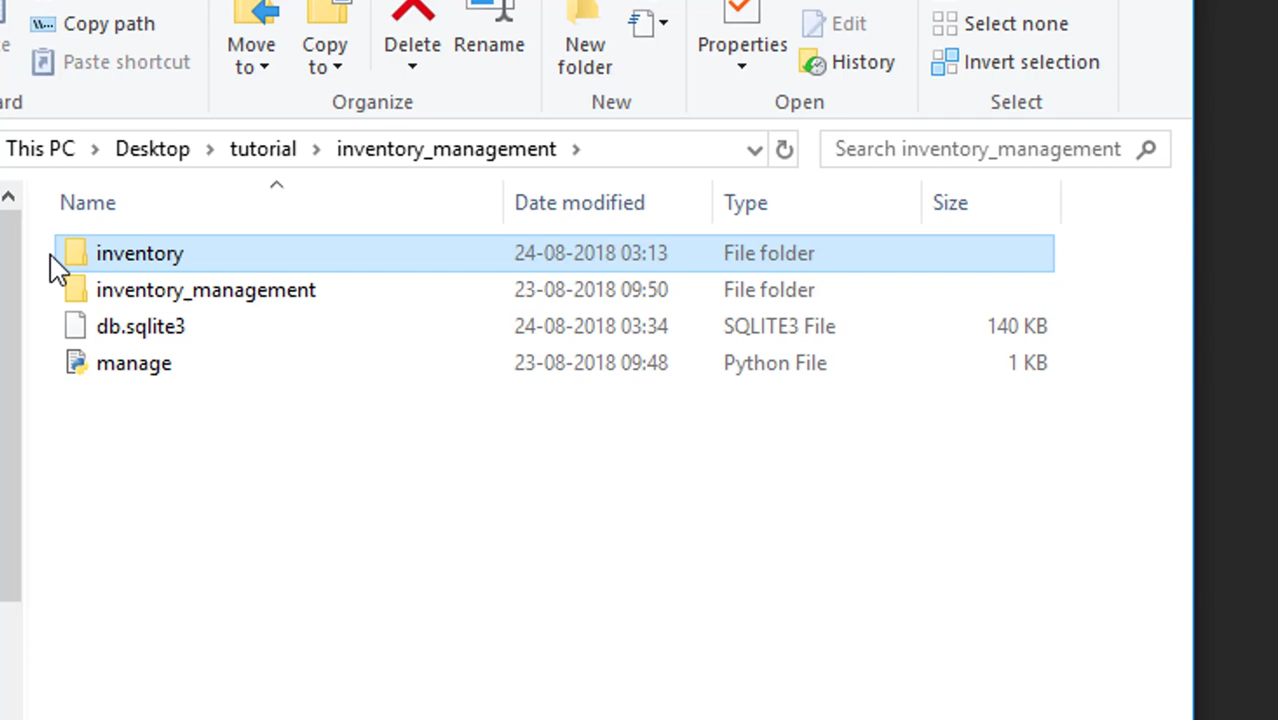 Copy path
Paste shortcut
ard
Move to
Copy to
Delete
Rename
Organize
New folder
New
Properties
Edit
History
Open
Select none
Invert selection
Select
This PC > Desktop > tutorial > inventory_management >
Search inventory_management
Name Date modified Type Size
inventory 24-08-2018 03:13 File folder
inventory_management 23-08-2018 09:50 File folder
db.sqlite3 24-08-2018 03:34 SQLITE3 File 140 KB
manage 23-08-2018 09:48 Python File 1 KB